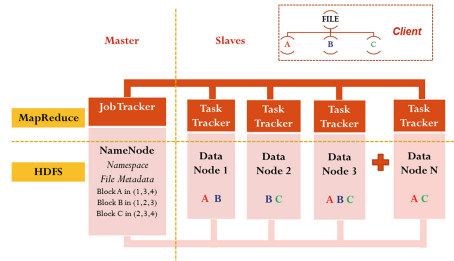 FILE
Master
Slaves
Client
A B C
JobTracker
Task Tracker
Task Tracker
Task Tracker
Task Tracker
MapReduce
HDFS
NameNode
Namespace
File Metadata
Block A in (1,3,4)
Block B in (1,2,3)
Block C in (2,3,4)
Data
Node 1
A B
Data
Node 2
B C
Data
Node 3
A B C
Data
Node N
A C